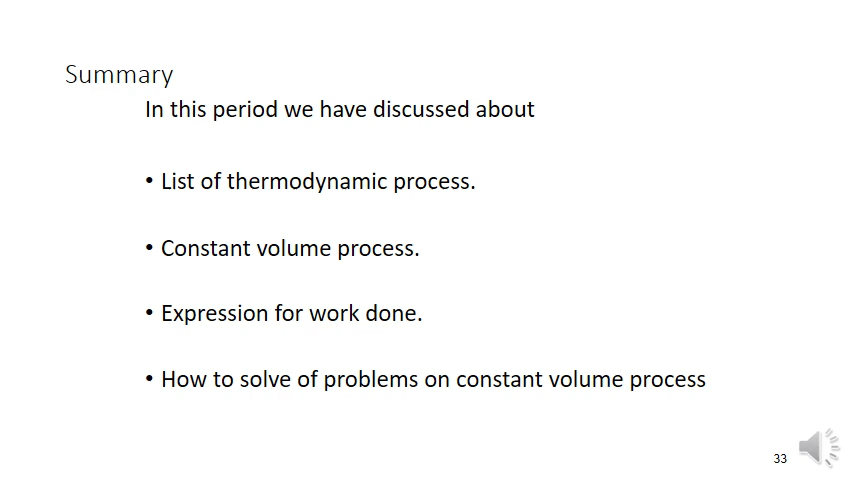 Summary
In this period we have discussed about
• List of thermodynamic process.
• Constant volume process.
• Expression for work done.
• How to solve of problems on constant volume process
33